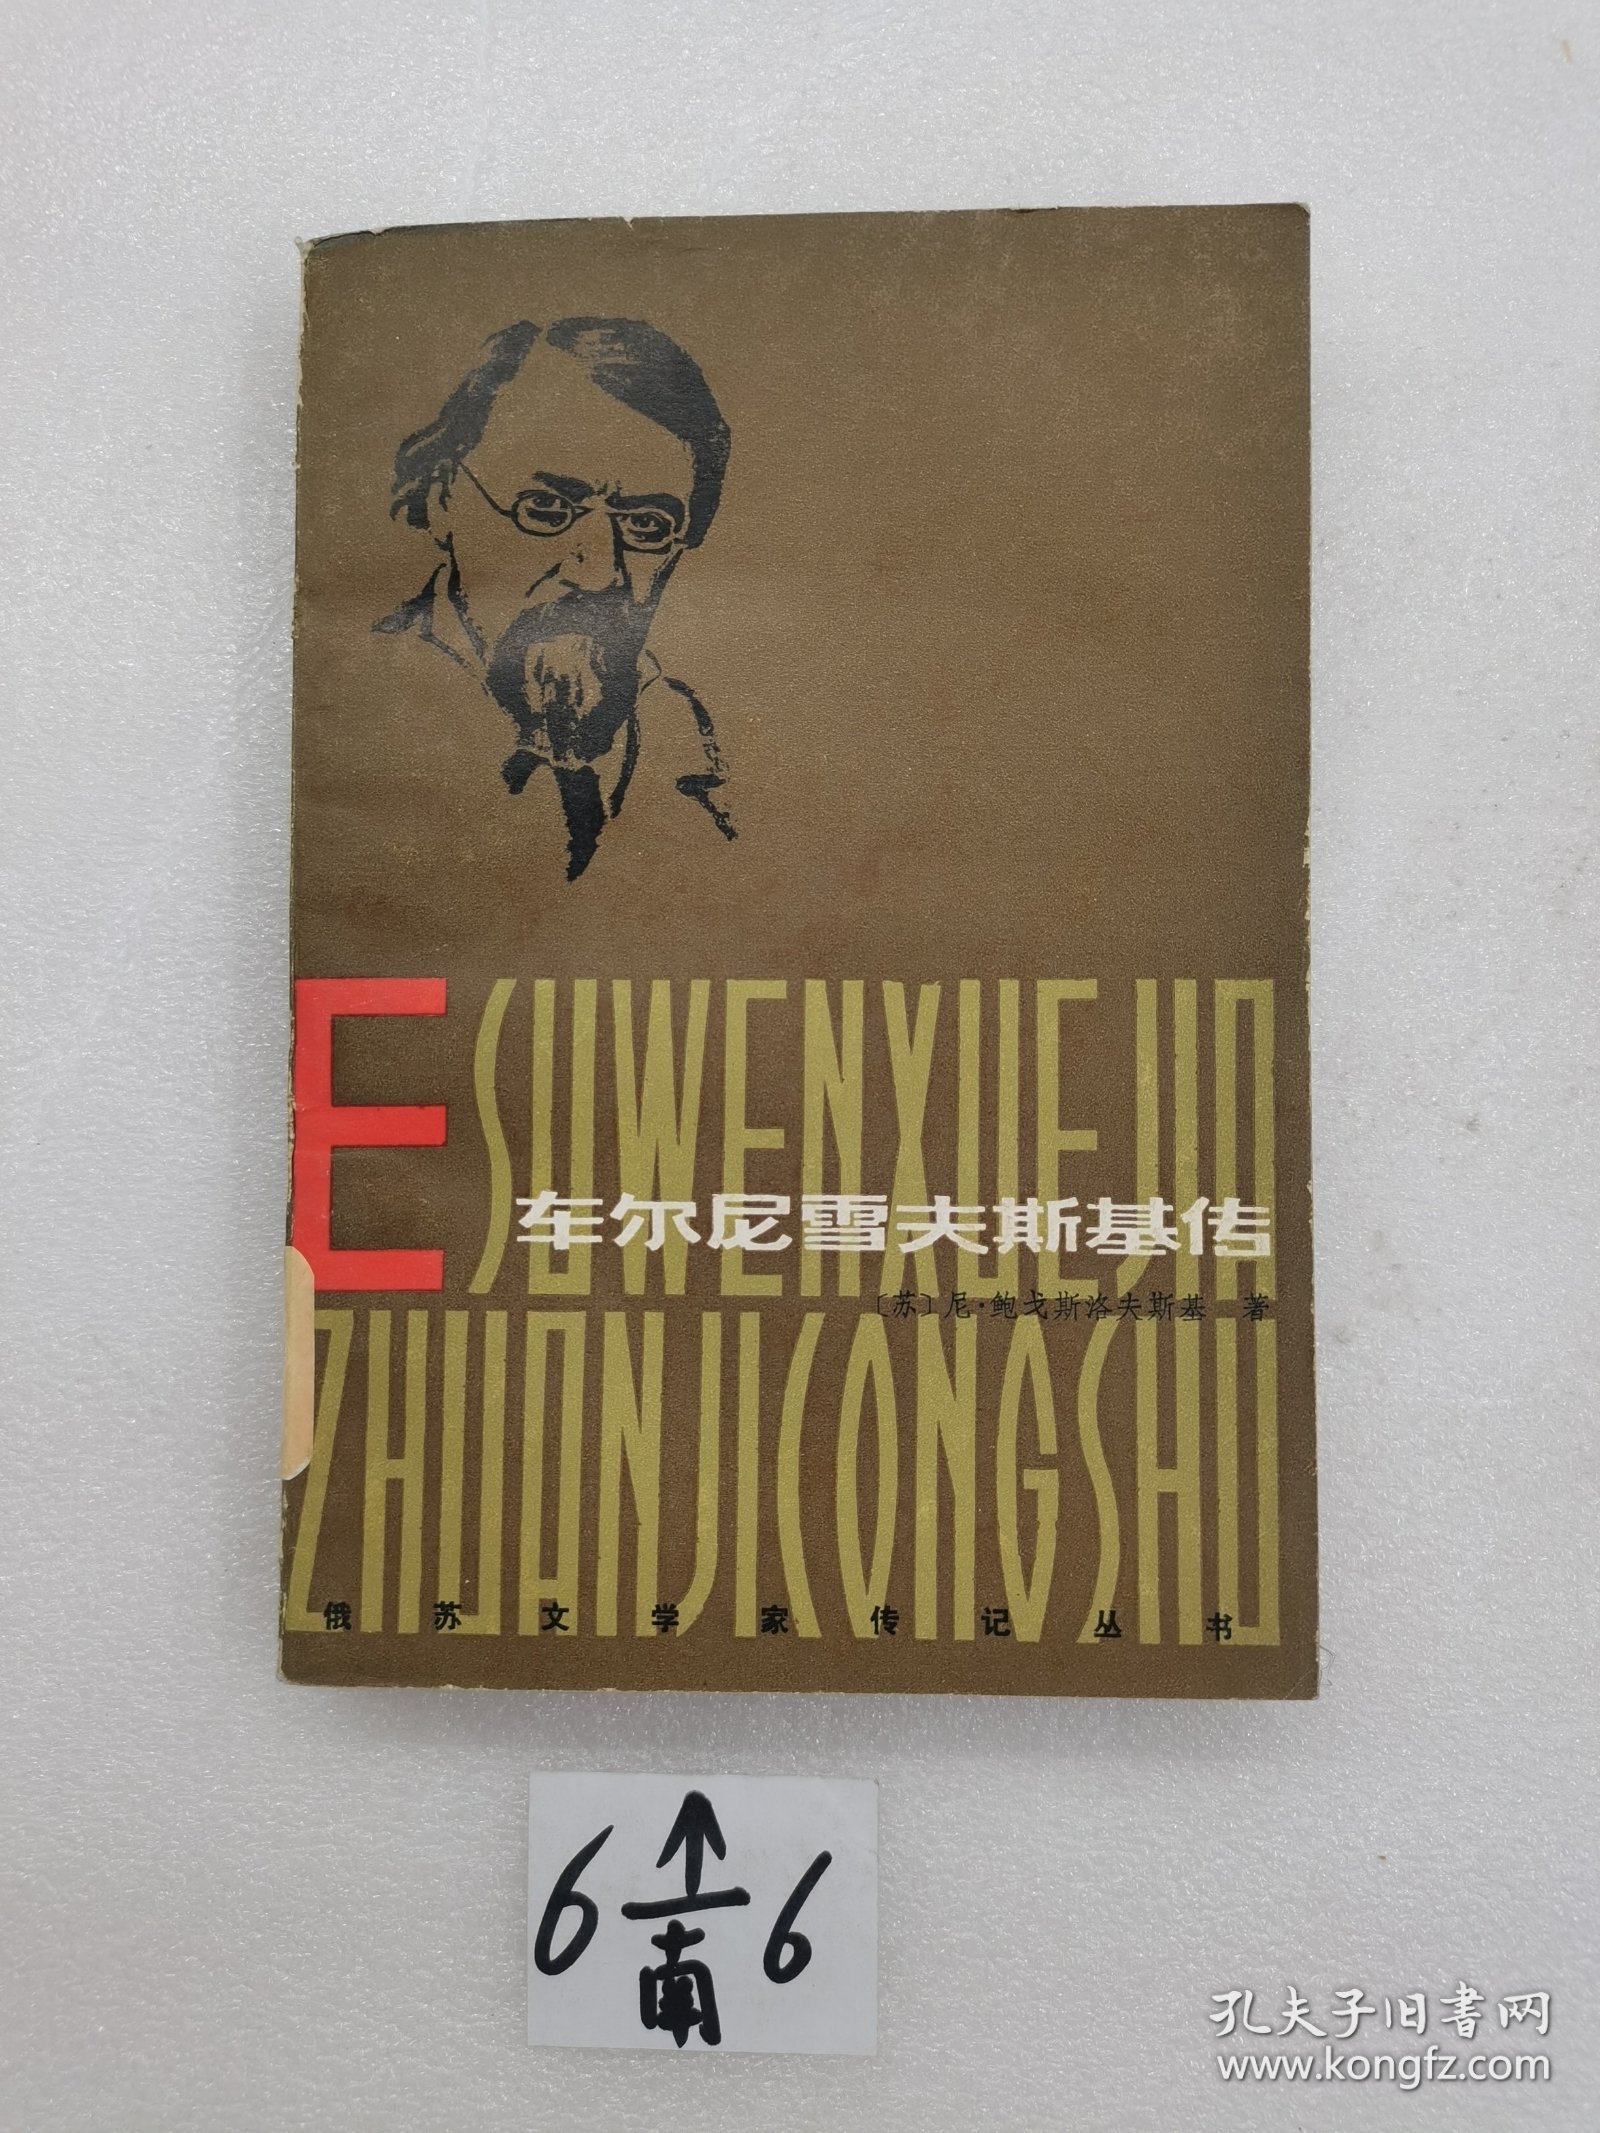 ESUWENXUEJIA
车尔尼雪夫斯基传
〔苏〕尼·鲍戈斯洛夫斯基 著
ZHUANJICONGSHU
俄苏文学家传记丛书
6 ↑ 6
南
孔夫子旧书网
www.kongfz.com